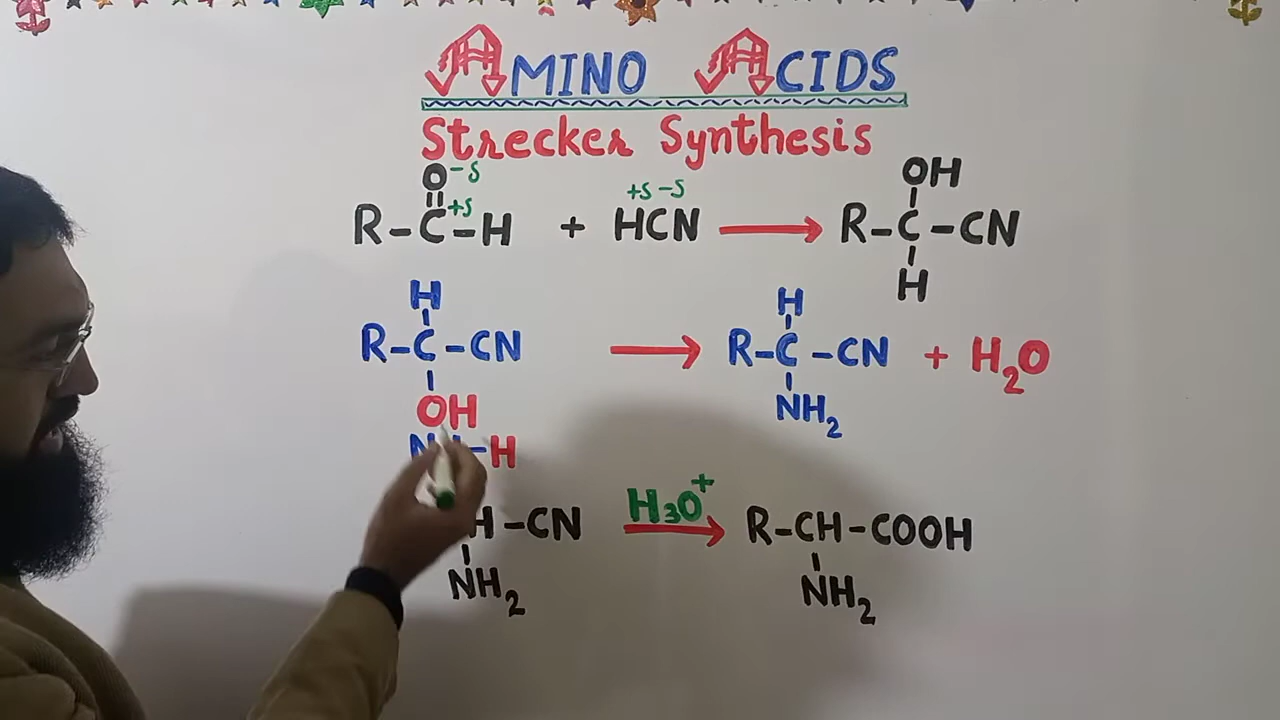 AMINO ACIDS
Strecker Synthesis
O -δ OH
|| +δ +δ -δ |
R-C-H + HCN → R-C-CN
|
H
H H
| |
R-C-CN → R-C-CN + H₂O
| |
OH NH₂
-H
H-CN H₃O⁺ → R-CH-COOH
| |
NH₂ NH₂